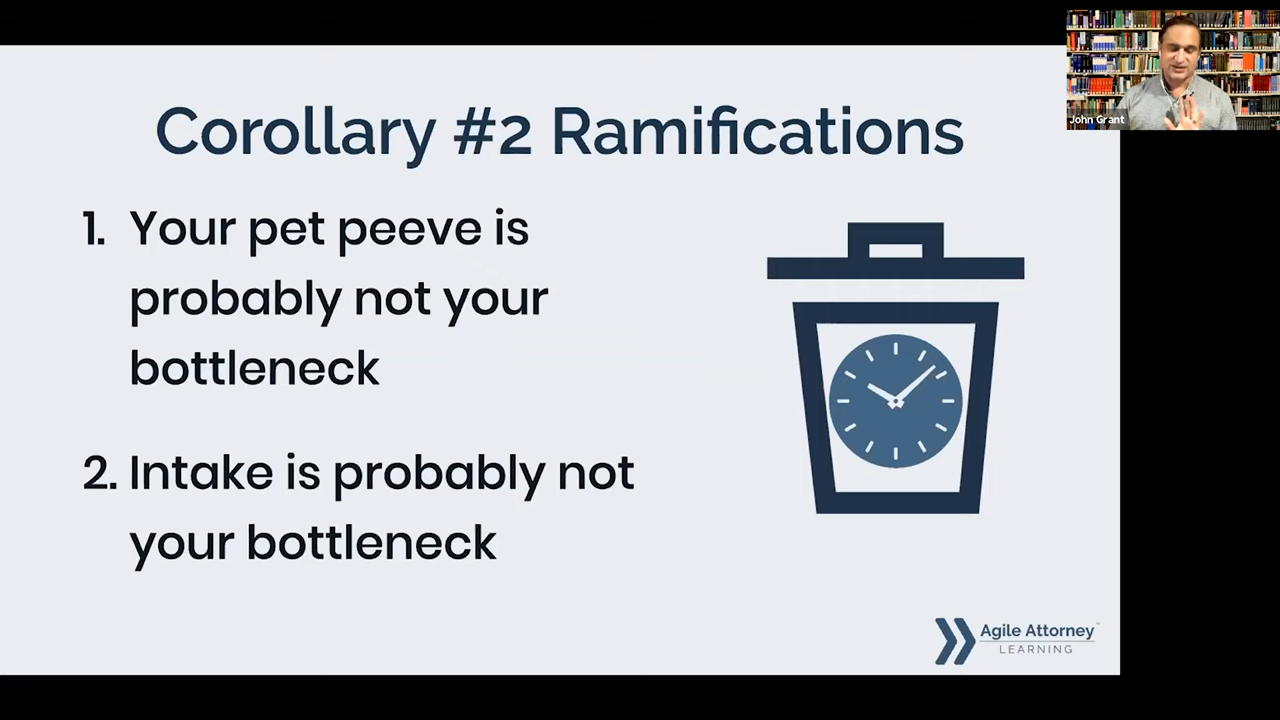 Corollary #2 Ramifications
1. Your pet peeve is
probably not your
bottleneck
2. Intake is probably not
your bottleneck
John Grant
Agile Attorney™
LEARNING